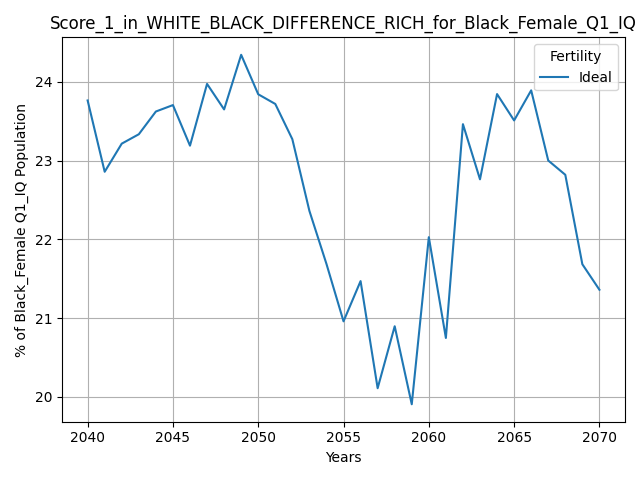 Score_1_in_WHITE_BLACK_DIFFERENCE_RICH_for_Black_Female_Q1_IQ
Fertility
Ideal
% of Black_Female Q1_IQ Population
24
23
22
21
20
2040 2045 2050 2055 2060 2065 2070
Years